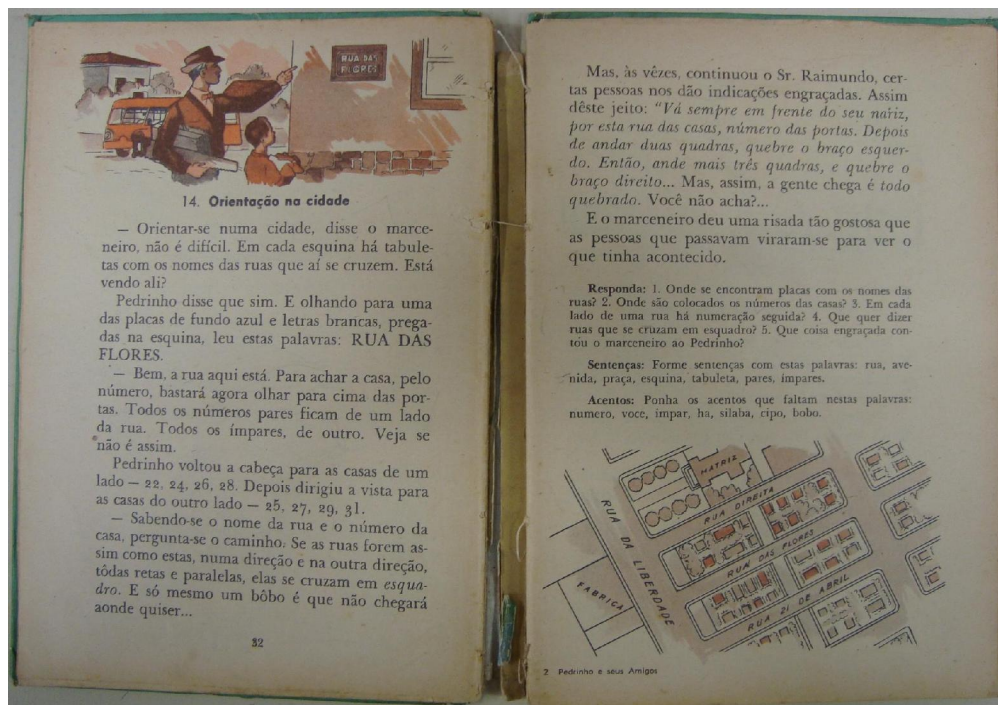 RUA DAS
FLORES
14. Orientação na cidade
— Orientar-se numa cidade, disse o marce-
neiro, não é difícil. Em cada esquina há tabule-
tas com os nomes das ruas que aí se cruzem. Está
vendo ali?
Pedrinho disse que sim. E olhando para uma
das placas de fundo azul e letras brancas, prega-
das na esquina, leu estas palavras: RUA DAS
FLORES.
— Bem, a rua aqui está. Para achar a casa, pelo
número, bastará agora olhar para cima das por-
tas. Todos os números pares ficam de um lado
da rua. Todos os ímpares, de outro. Veja se
não é assim.
Pedrinho voltou a cabeça para as casas de um
lado — 22, 24, 26, 28. Depois dirigiu a vista para
as casas do outro lado — 25, 27, 29, 31.
— Sabendo-se o nome da rua e o número da
casa, pergunta-se o caminho. Se as ruas forem as-
sim como estas, numa direção e na outra direção,
tôdas retas e paralelas, elas se cruzam em esqua-
dro. E só mesmo um bôbo é que não chegará
aonde quiser...
32
Mas, às vêzes, continuou o Sr. Raimundo, cer-
tas pessoas nos dão indicações engraçadas. Assim
dêste jeito: "Vá sempre em frente do seu nariz,
por esta rua das casas, número das portas. Depois
de andar duas quadras, quebre o braço esquer-
do. Então, ande mais três quadras, e quebre o
braço direito... Mas, assim, a gente chega é todo
quebrado. Você não acha?...
E o marceneiro deu uma risada tão gostosa que
as pessoas que passavam viraram-se para ver o
que tinha acontecido.
Responda: 1. Onde se encontram placas com os nomes das
ruas? 2. Onde são colocados os números das casas? 3. Em cada
lado de uma rua há numeração seguida? 4. Que quer dizer
ruas que se cruzam em esquadro? 5. Que coisa engraçada con-
tou o marceneiro ao Pedrinho?
Sentenças: Forme sentenças com estas palavras: rua, ave-
nida, praça, esquina, tabuleta, pares, ímpares.
Acentos: Ponha os acentos que faltam nestas palavras:
numero, voce, impar, ha, silaba, cipo, bobo.
MATRIZ
RUA DIREITA
RUA DA LIBERDADE
RUA DAS FLORES
FABRICA
RUA 21 DE ABRIL
2 Pedrinho e seus Amigos